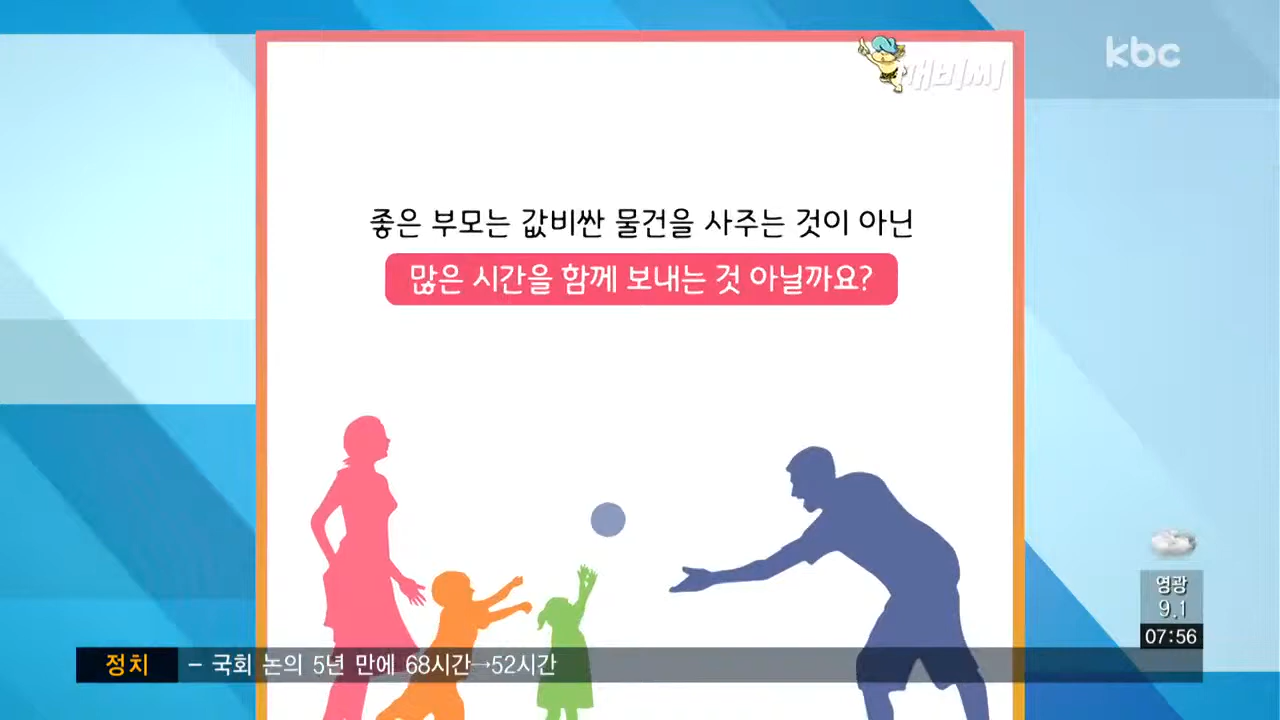 kbc
깨비씨
좋은 부모는 값비싼 물건을 사주는 것이 아닌
많은 시간을 함께 보내는 것 아닐까요?
영광
9.1
07:56
정치 - 국회 논의 5년 만에 68시간→52시간